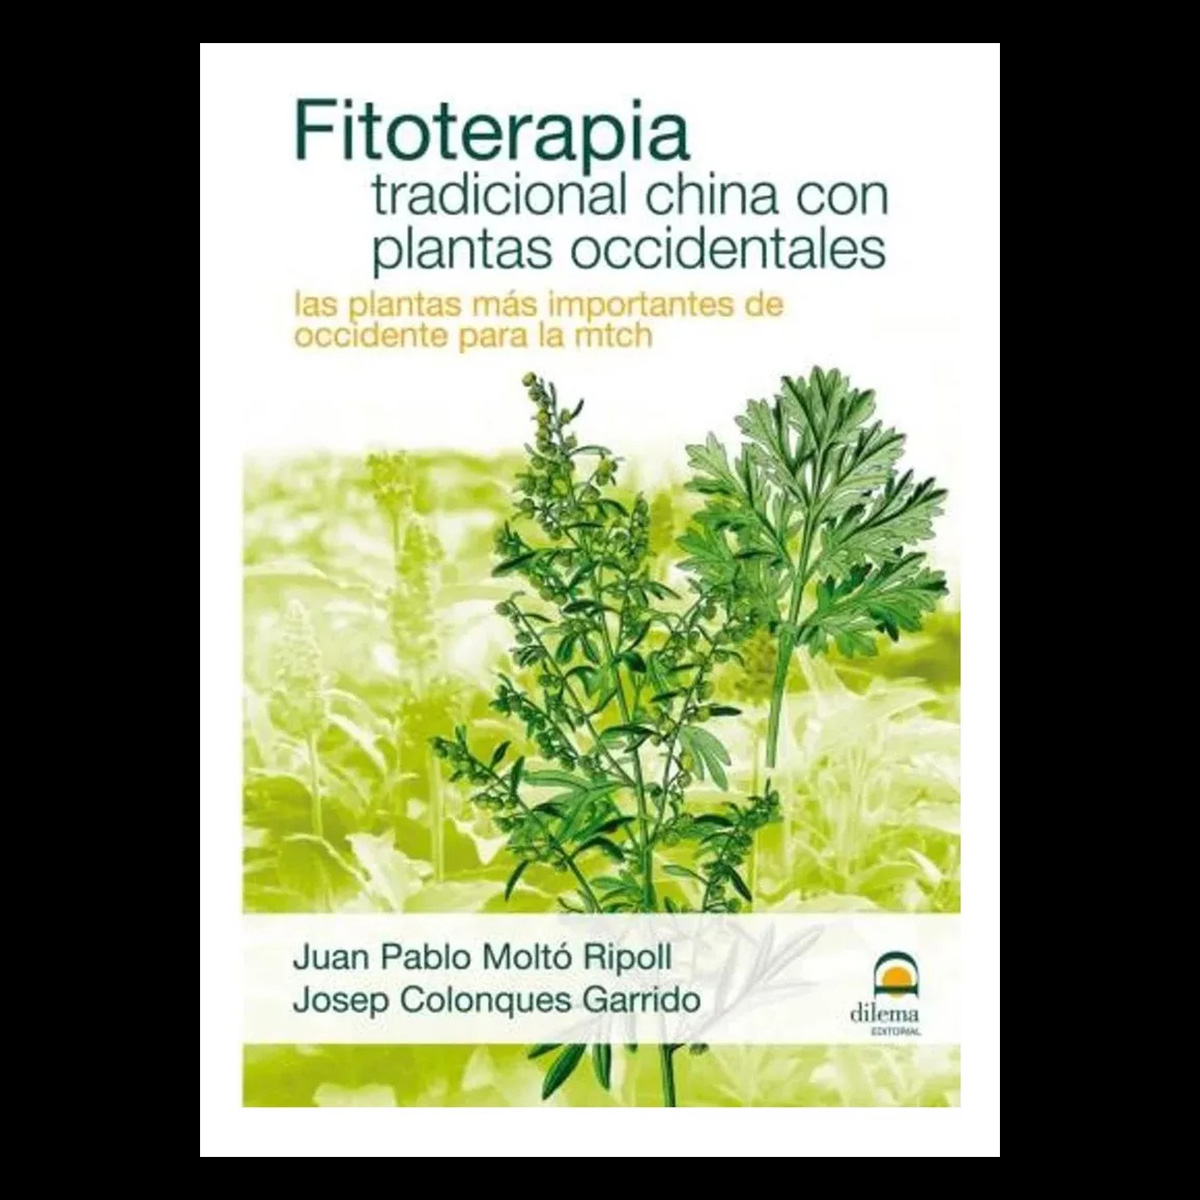 Fitoterapia
tradicional china con
plantas occidentales
las plantas más importantes de
occidente para la mtch
Juan Pablo Moltó Ripoll
Josep Colonques Garrido
dilema
EDITORIAL